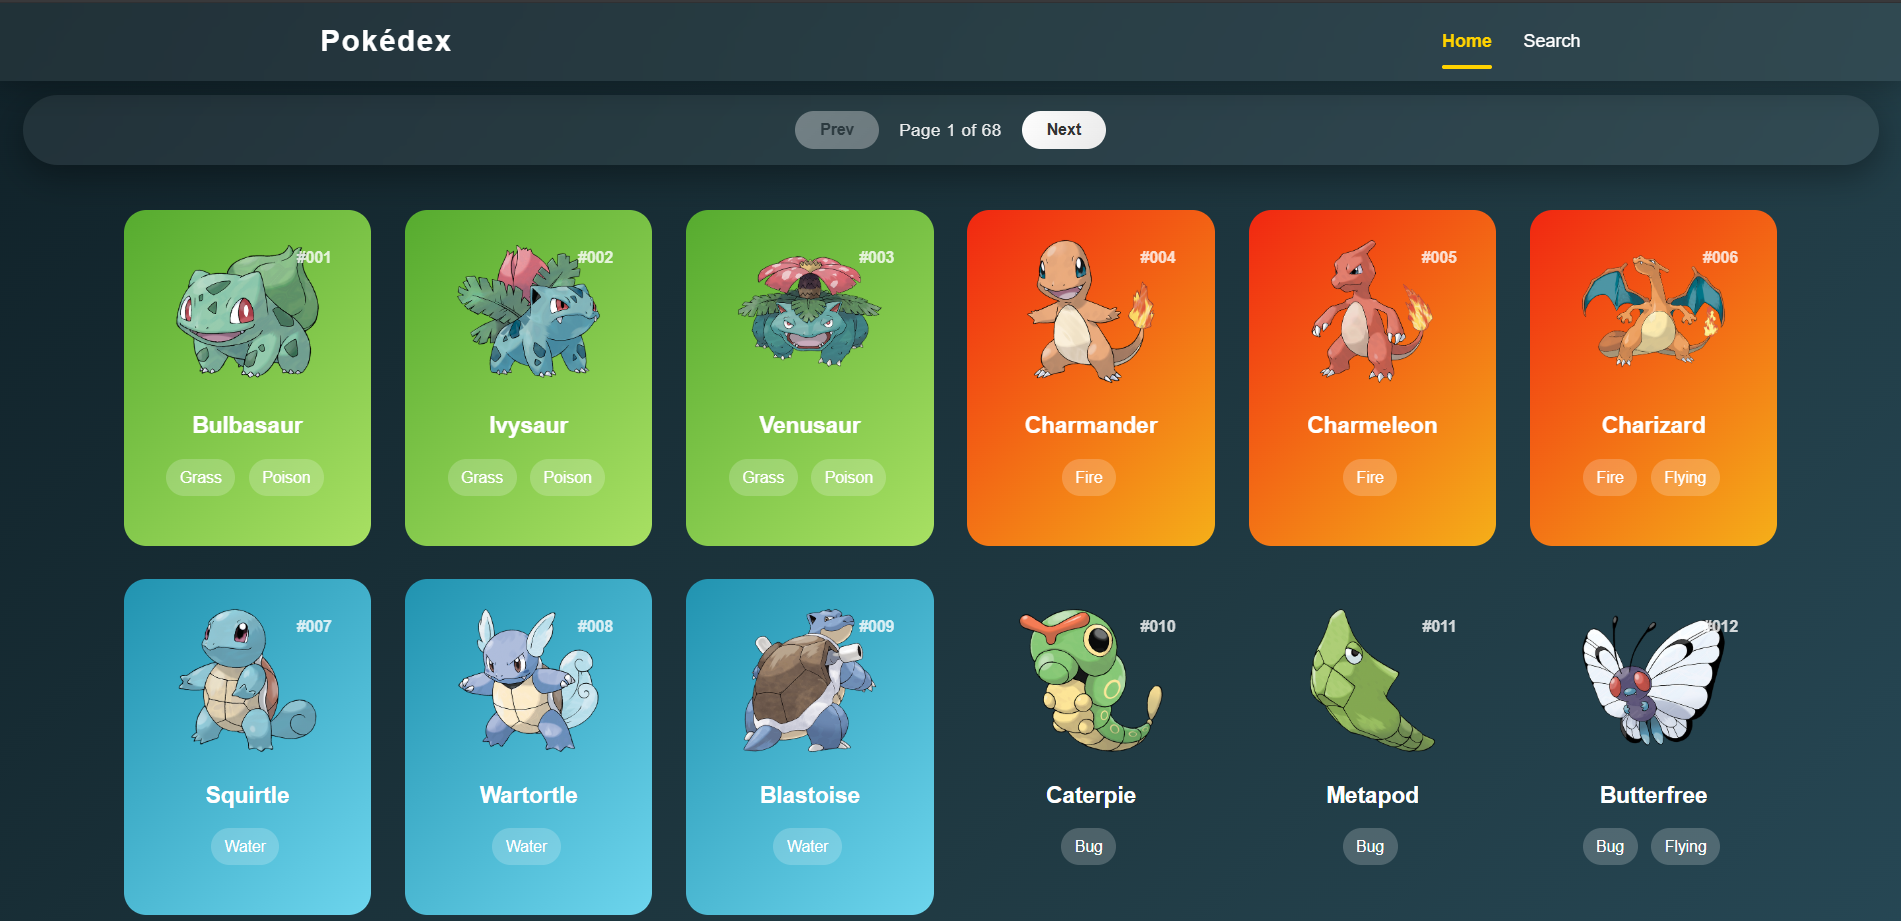 Pokédex
Home Search
Prev Page 1 of 68 Next
#001 #002 #003 #004 #005 #006
Bulbasaur Ivysaur Venusaur Charmander Charmeleon Charizard
Grass Poison Grass Poison Grass Poison Fire Fire Fire Flying
#007 #008 #009 #010 #011 #012
Squirtle Wartortle Blastoise Caterpie Metapod Butterfree
Water Water Water Bug Bug Bug Flying